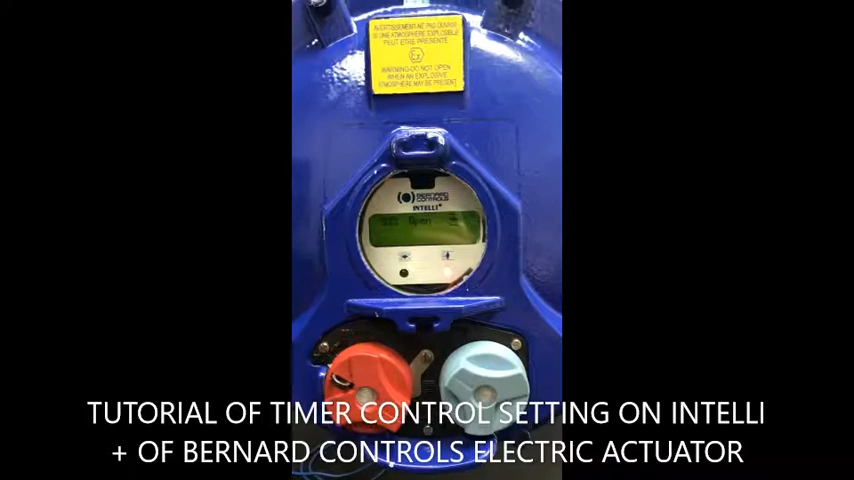 AVERTISSEMENT-NE PAS OUVRIR
SI UNE ATMOSPHERE EXPLOSIBLE
PEUT ETRE PRESENTE
Ex
WARNING-DO NOT OPEN
WHEN AN EXPLOSIVE
ATMOSPHERE MAY BE PRESENT
BERNARD
CONTROLS
INTELLI+
Open
TUTORIAL OF TIMER CONTROL SETTING ON INTELLI
+ OF BERNARD CONTROLS ELECTRIC ACTUATOR